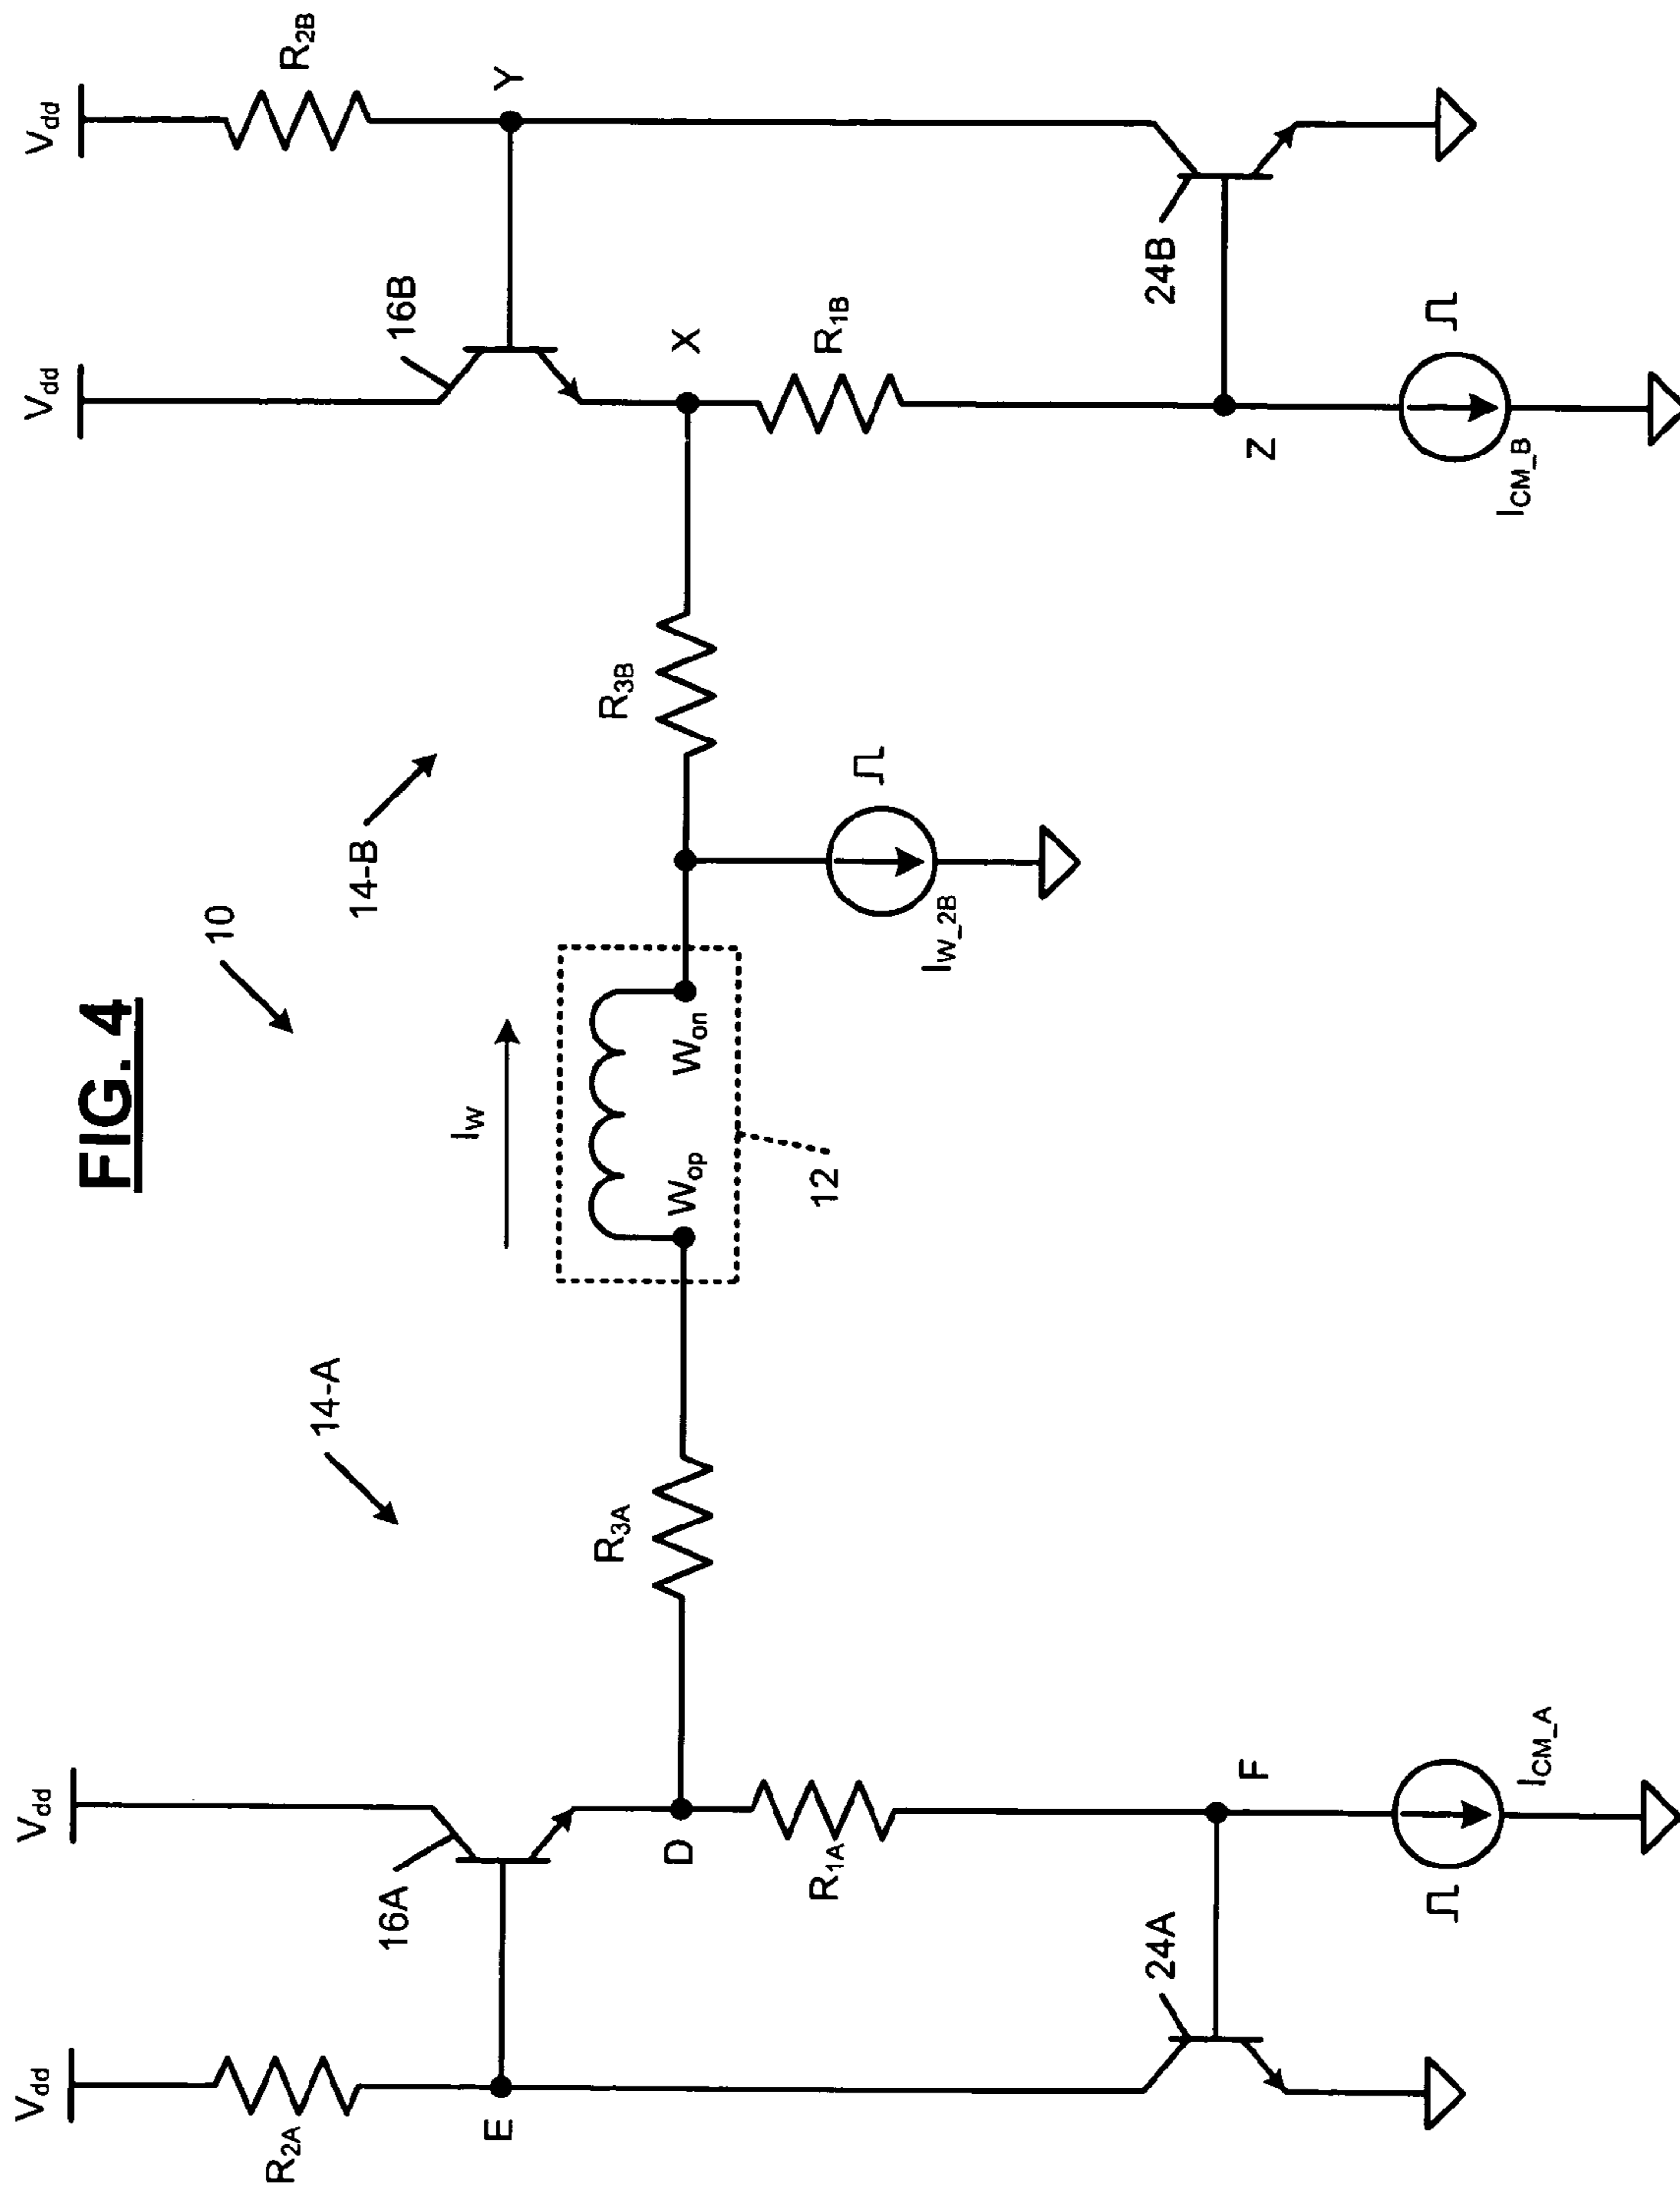 FIG. 4
10
14-A
14-B
Vdd
Vdd
Vdd
Vdd
R2A
R2B
16A
16B
E
Y
IW
D
X
R3A
Wop
Won
R3B
R1A
R1B
12
IW_2B
24A
24B
F
Z
ICM_A
ICM_B